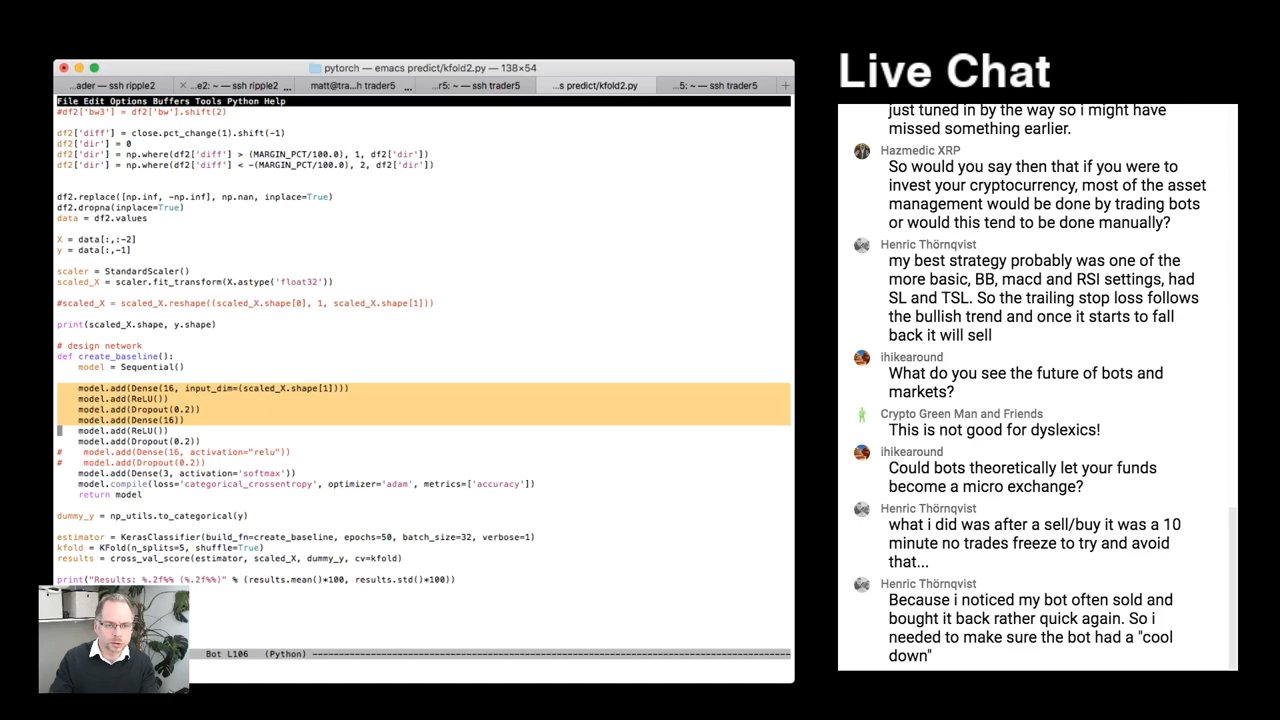 pytorch — emacs predict/kfold2.py — 138×54
...ader — ssh ripple2 × ...e2: ~ — ssh ripple2 ... matt@tra...h trader5 ... ...r5: ~ — ssh trader5 ...s predict/kfold2.py ...5: ~ — ssh trader5 +
File Edit Options Buffers Tools Python Help
#df2['bw3'] = df2['bw'].shift(2)
df2['diff'] = close.pct_change(1).shift(-1)
df2['dir'] = 0
df2['dir'] = np.where(df2['diff'] > (MARGIN_PCT/100.0), 1, df2['dir'])
df2['dir'] = np.where(df2['diff'] < -(MARGIN_PCT/100.0), 2, df2['dir'])
df2.replace([np.inf, -np.inf], np.nan, inplace=True)
df2.dropna(inplace=True)
data = df2.values
X = data[:,:-2]
y = data[:,-1]
scaler = StandardScaler()
scaled_X = scaler.fit_transform(X.astype('float32'))
#scaled_X = scaled_X.reshape((scaled_X.shape[0], 1, scaled_X.shape[1]))
print(scaled_X.shape, y.shape)
# design network
def create_baseline():
model = Sequential()
model.add(Dense(16, input_dim=(scaled_X.shape[1])))
model.add(ReLU())
model.add(Dropout(0.2))
model.add(Dense(16))
model.add(ReLU())
model.add(Dropout(0.2))
# model.add(Dense(16, activation="relu"))
# model.add(Dropout(0.2))
model.add(Dense(3, activation='softmax'))
model.compile(loss='categorical_crossentropy', optimizer='adam', metrics=['accuracy'])
return model
dummy_y = np_utils.to_categorical(y)
estimator = KerasClassifier(build_fn=create_baseline, epochs=50, batch_size=32, verbose=1)
kfold = KFold(n_splits=5, shuffle=True)
results = cross_val_score(estimator, scaled_X, dummy_y, cv=kfold)
print("Results: %.2f%% (%.2f%%)" % (results.mean()*100, results.std()*100))
Bot L106 (Python)
Live Chat
just tuned in by the way so i might have
missed something earlier.
Hazmedic XRP
So would you say then that if you were to
invest your cryptocurrency, most of the asset
management would be done by trading bots
or would this tend to be done manually?
Henric Thörnqvist
my best strategy probably was one of the
more basic, BB, macd and RSI settings, had
SL and TSL. So the trailing stop loss follows
the bullish trend and once it starts to fall
back it will sell
ihikearound
What do you see the future of bots and
markets?
Crypto Green Man and Friends
This is not good for dyslexics!
ihikearound
Could bots theoretically let your funds
become a micro exchange?
Henric Thörnqvist
what i did was after a sell/buy it was a 10
minute no trades freeze to try and avoid
that...
Henric Thörnqvist
Because i noticed my bot often sold and
bought it back rather quick again. So i
needed to make sure the bot had a "cool
down"